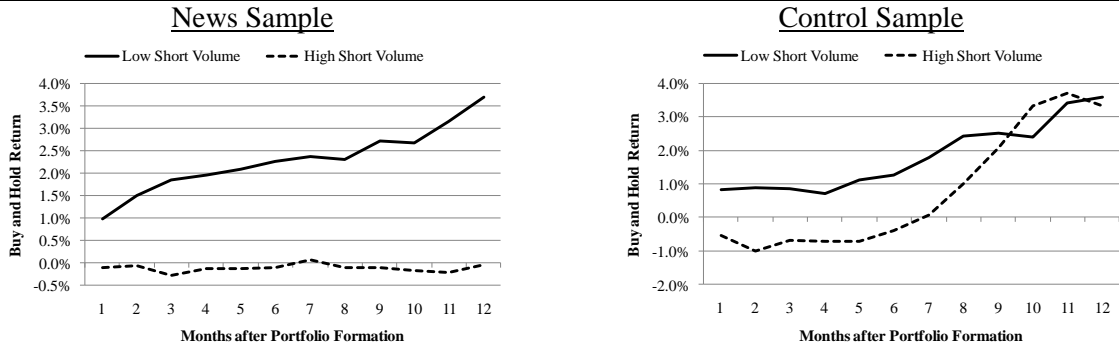 News Sample
Low Short Volume High Short Volume
4.0%
3.5%
3.0%
2.5%
2.0%
1.5%
1.0%
0.5%
0.0%
-0.5%
Buy and Hold Return
1 2 3 4 5 6 7 8 9 10 11 12
Months after Portfolio Formation
Control Sample
Low Short Volume High Short Volume
4.0%
3.0%
2.0%
1.0%
0.0%
-1.0%
-2.0%
Buy and Hold Return
1 2 3 4 5 6 7 8 9 10 11 12
Months after Portfolio Formation